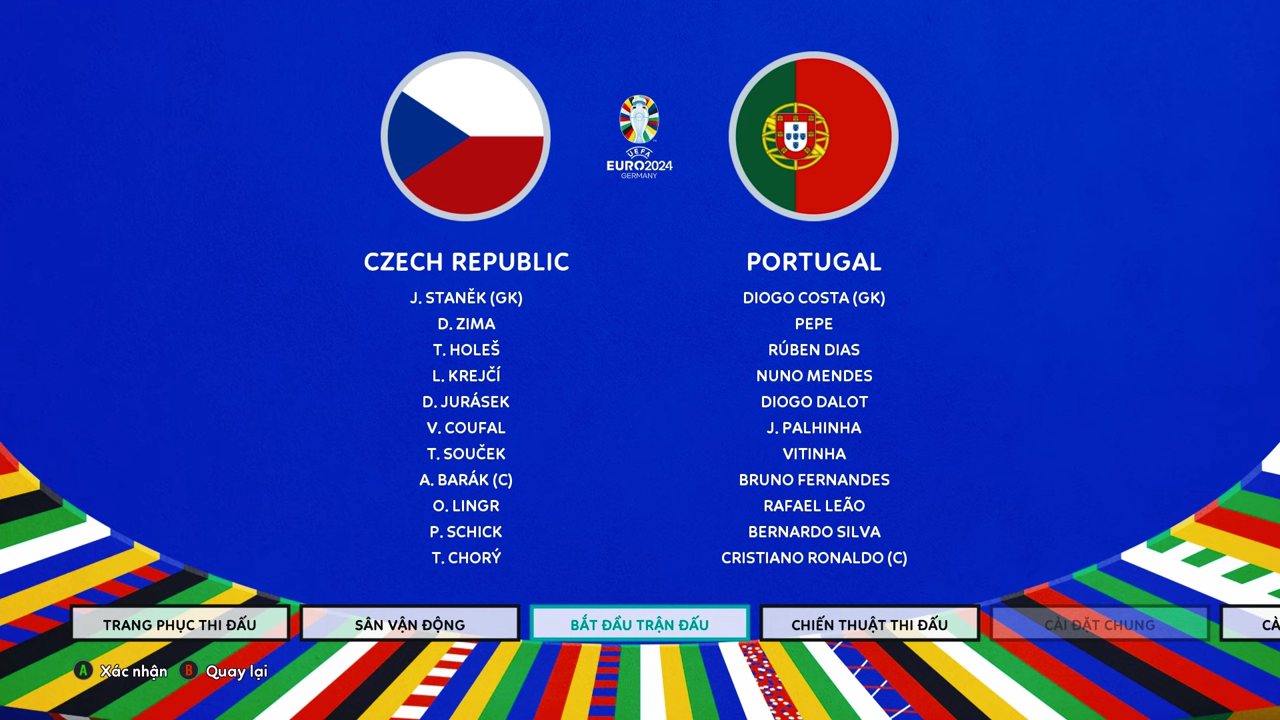 UEFA
EURO2024
GERMANY
CZECH REPUBLIC
J. STANĚK (GK)
D. ZIMA
T. HOLEŠ
L. KREJČÍ
D. JURÁSEK
V. COUFAL
T. SOUČEK
A. BARÁK (C)
O. LINGR
P. SCHICK
T. CHORÝ
PORTUGAL
DIOGO COSTA (GK)
PEPE
RÚBEN DIAS
NUNO MENDES
DIOGO DALOT
J. PALHINHA
VITINHA
BRUNO FERNANDES
RAFAEL LEÃO
BERNARDO SILVA
CRISTIANO RONALDO (C)
TRANG PHỤC THI ĐẤU
SÂN VẬN ĐỘNG
BẮT ĐẦU TRẬN ĐẤU
CHIẾN THUẬT THI ĐẤU
CÀI ĐẶT CHUNG
A Xác nhận B Quay lại